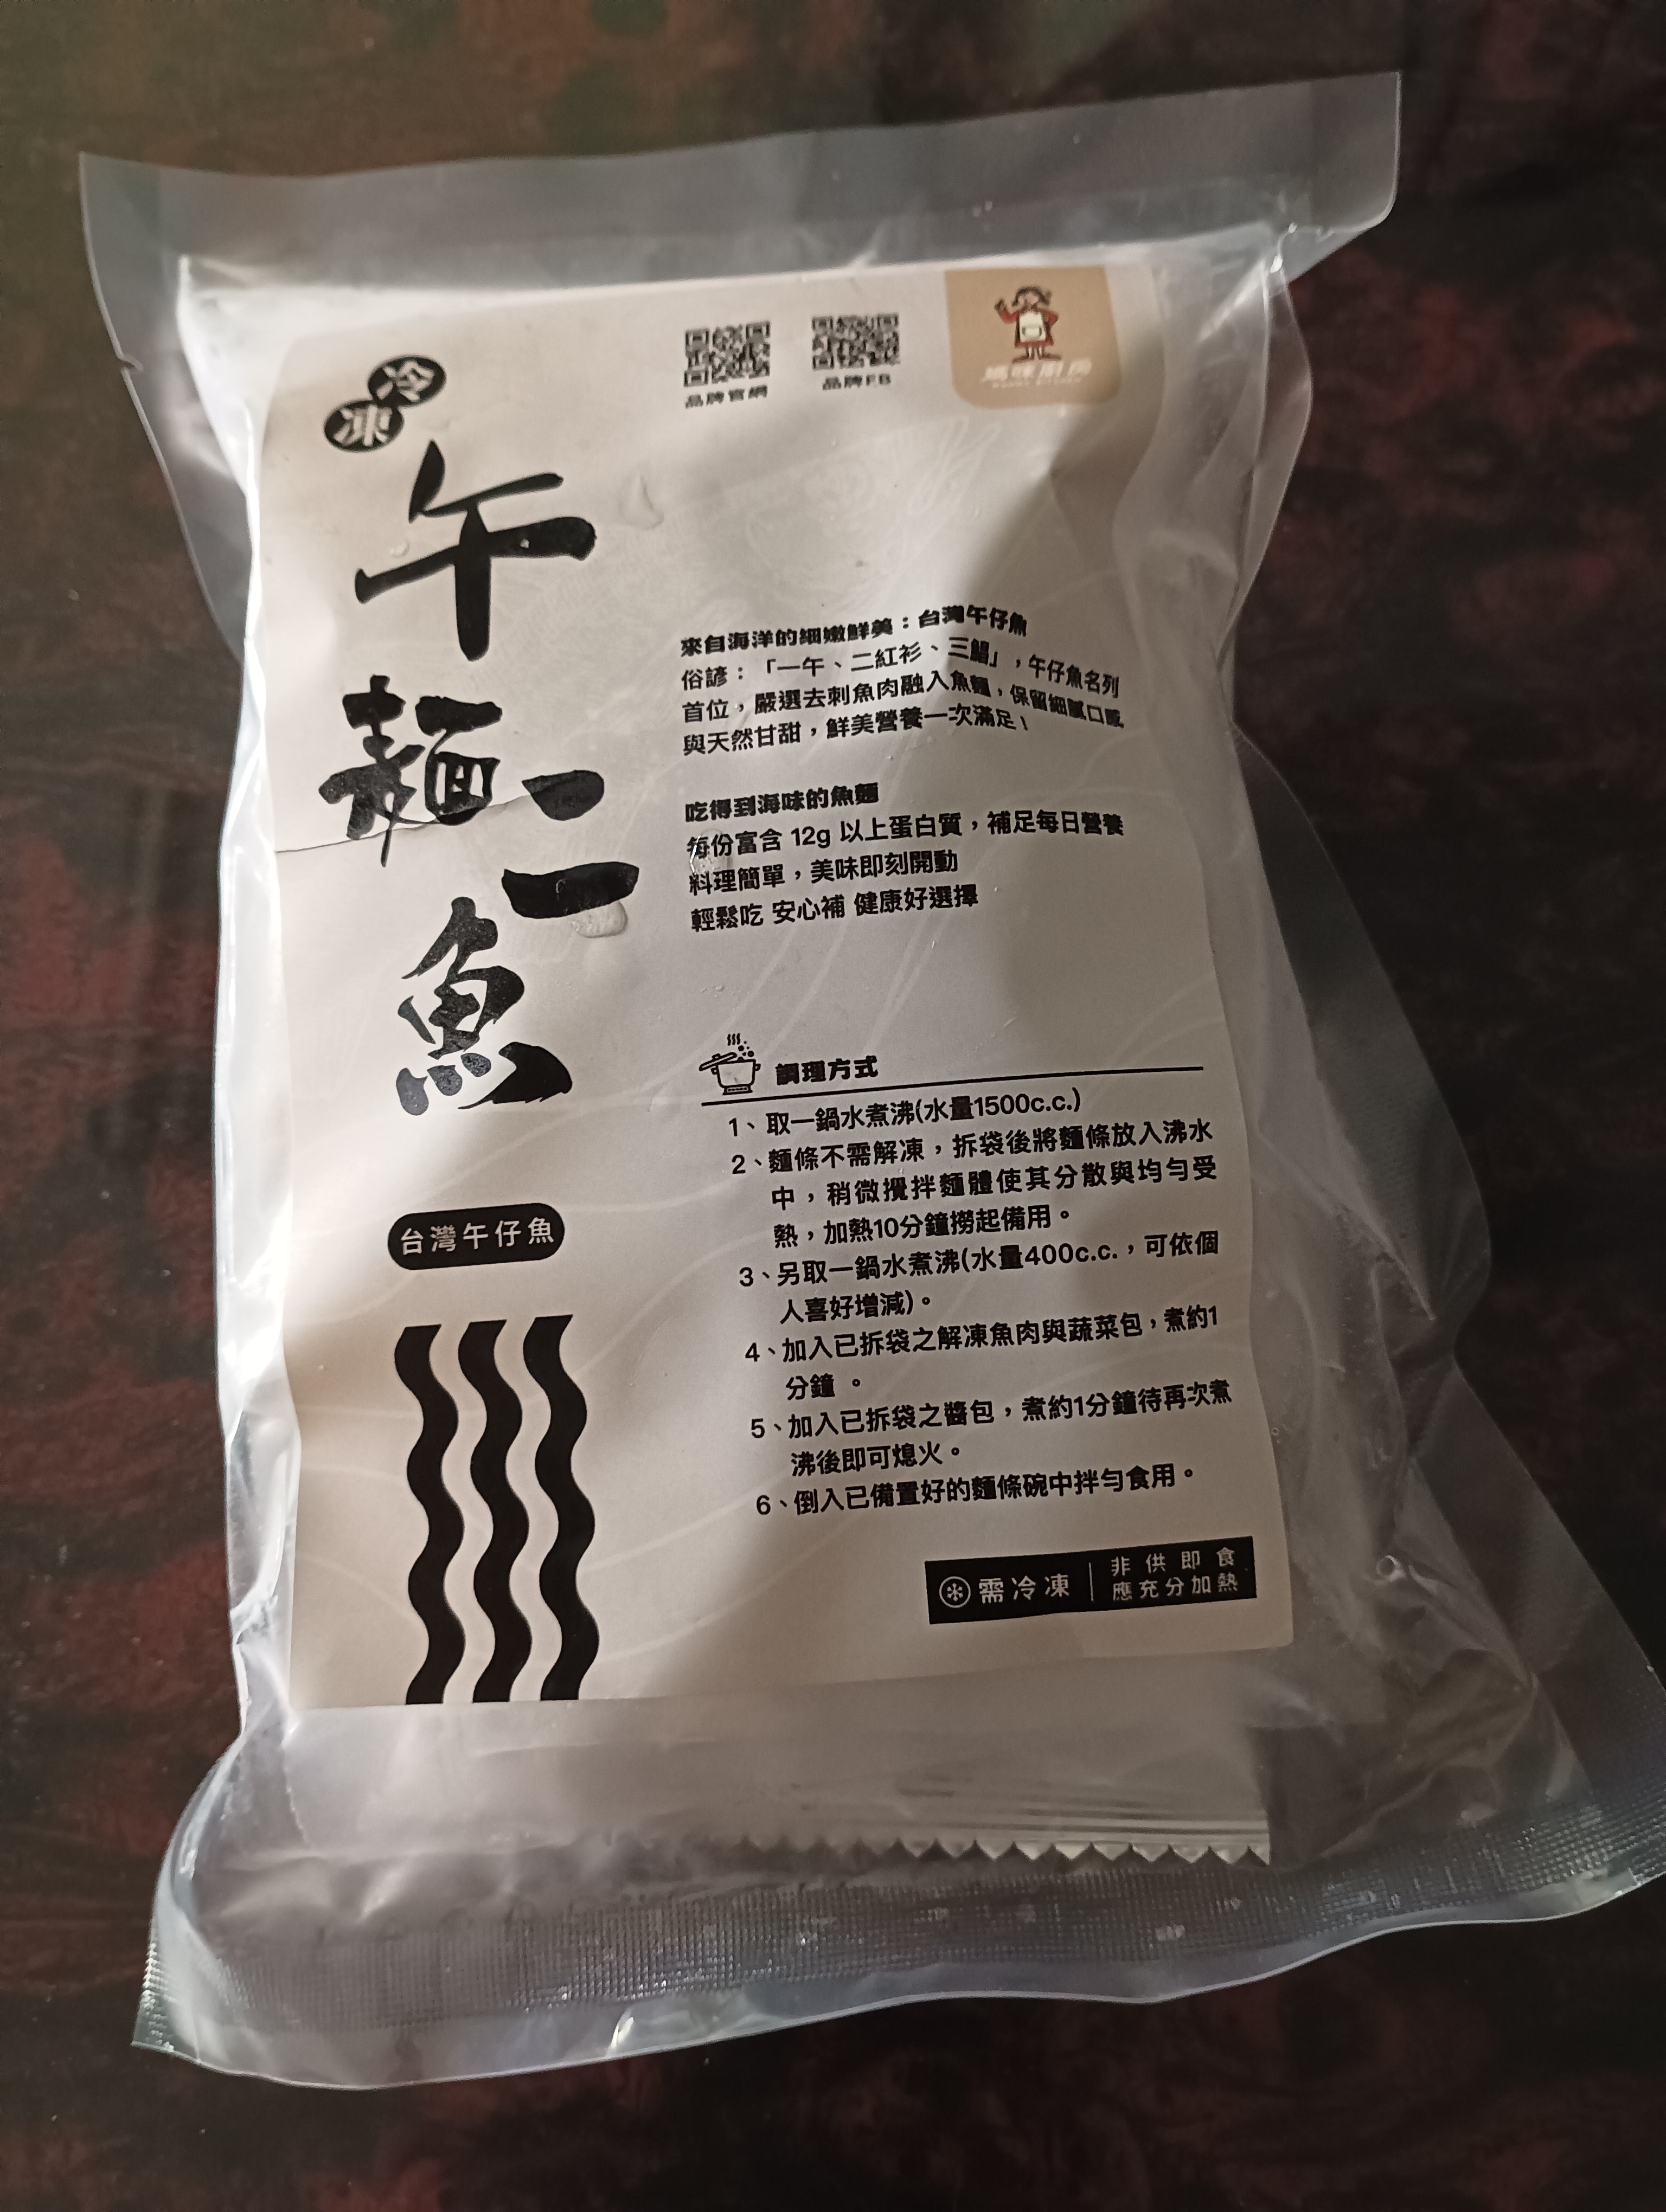 冷凍
午
麵
二
魚
台灣午仔魚
品牌官網
品牌FB
媽咪廚房
來自海洋的細嫩鮮美：台灣午仔魚
俗諺：「一午、二紅衫、三鯧」，午仔魚名列
首位，嚴選去刺魚肉融入魚麵，保留細膩口感
與天然甘甜，鮮美營養一次滿足！
吃得到海味的魚麵
每份富含 12g 以上蛋白質，補足每日營養
料理簡單，美味即刻開動
輕鬆吃 安心補 健康好選擇
調理方式
1、取一鍋水煮沸(水量1500c.c.)
2、麵條不需解凍，拆袋後將麵條放入沸水
中，稍微攪拌麵體使其分散與均勻受
熱，加熱10分鐘撈起備用。
3、另取一鍋水煮沸(水量400c.c.，可依個
人喜好增減)。
4、加入已拆袋之解凍魚肉與蔬菜包，煮約1
分鐘 。
5、加入已拆袋之醬包，煮約1分鐘待再次煮
沸後即可熄火。
6、倒入已備置好的麵條碗中拌勻食用。
需冷凍
非供即食
應充分加熱